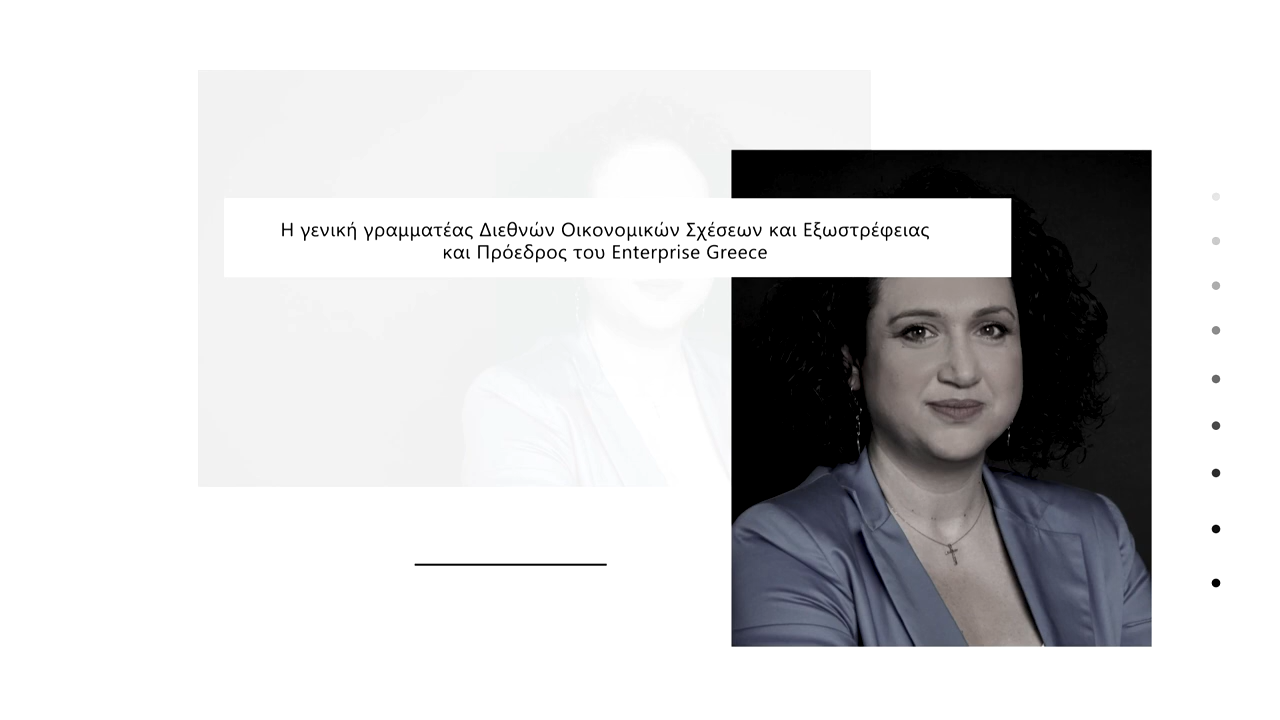 Η γενική γραμματέας Διεθνών Οικονομικών Σχέσεων και Εξωστρέφειας
και Πρόεδρος του Enterprise Greece